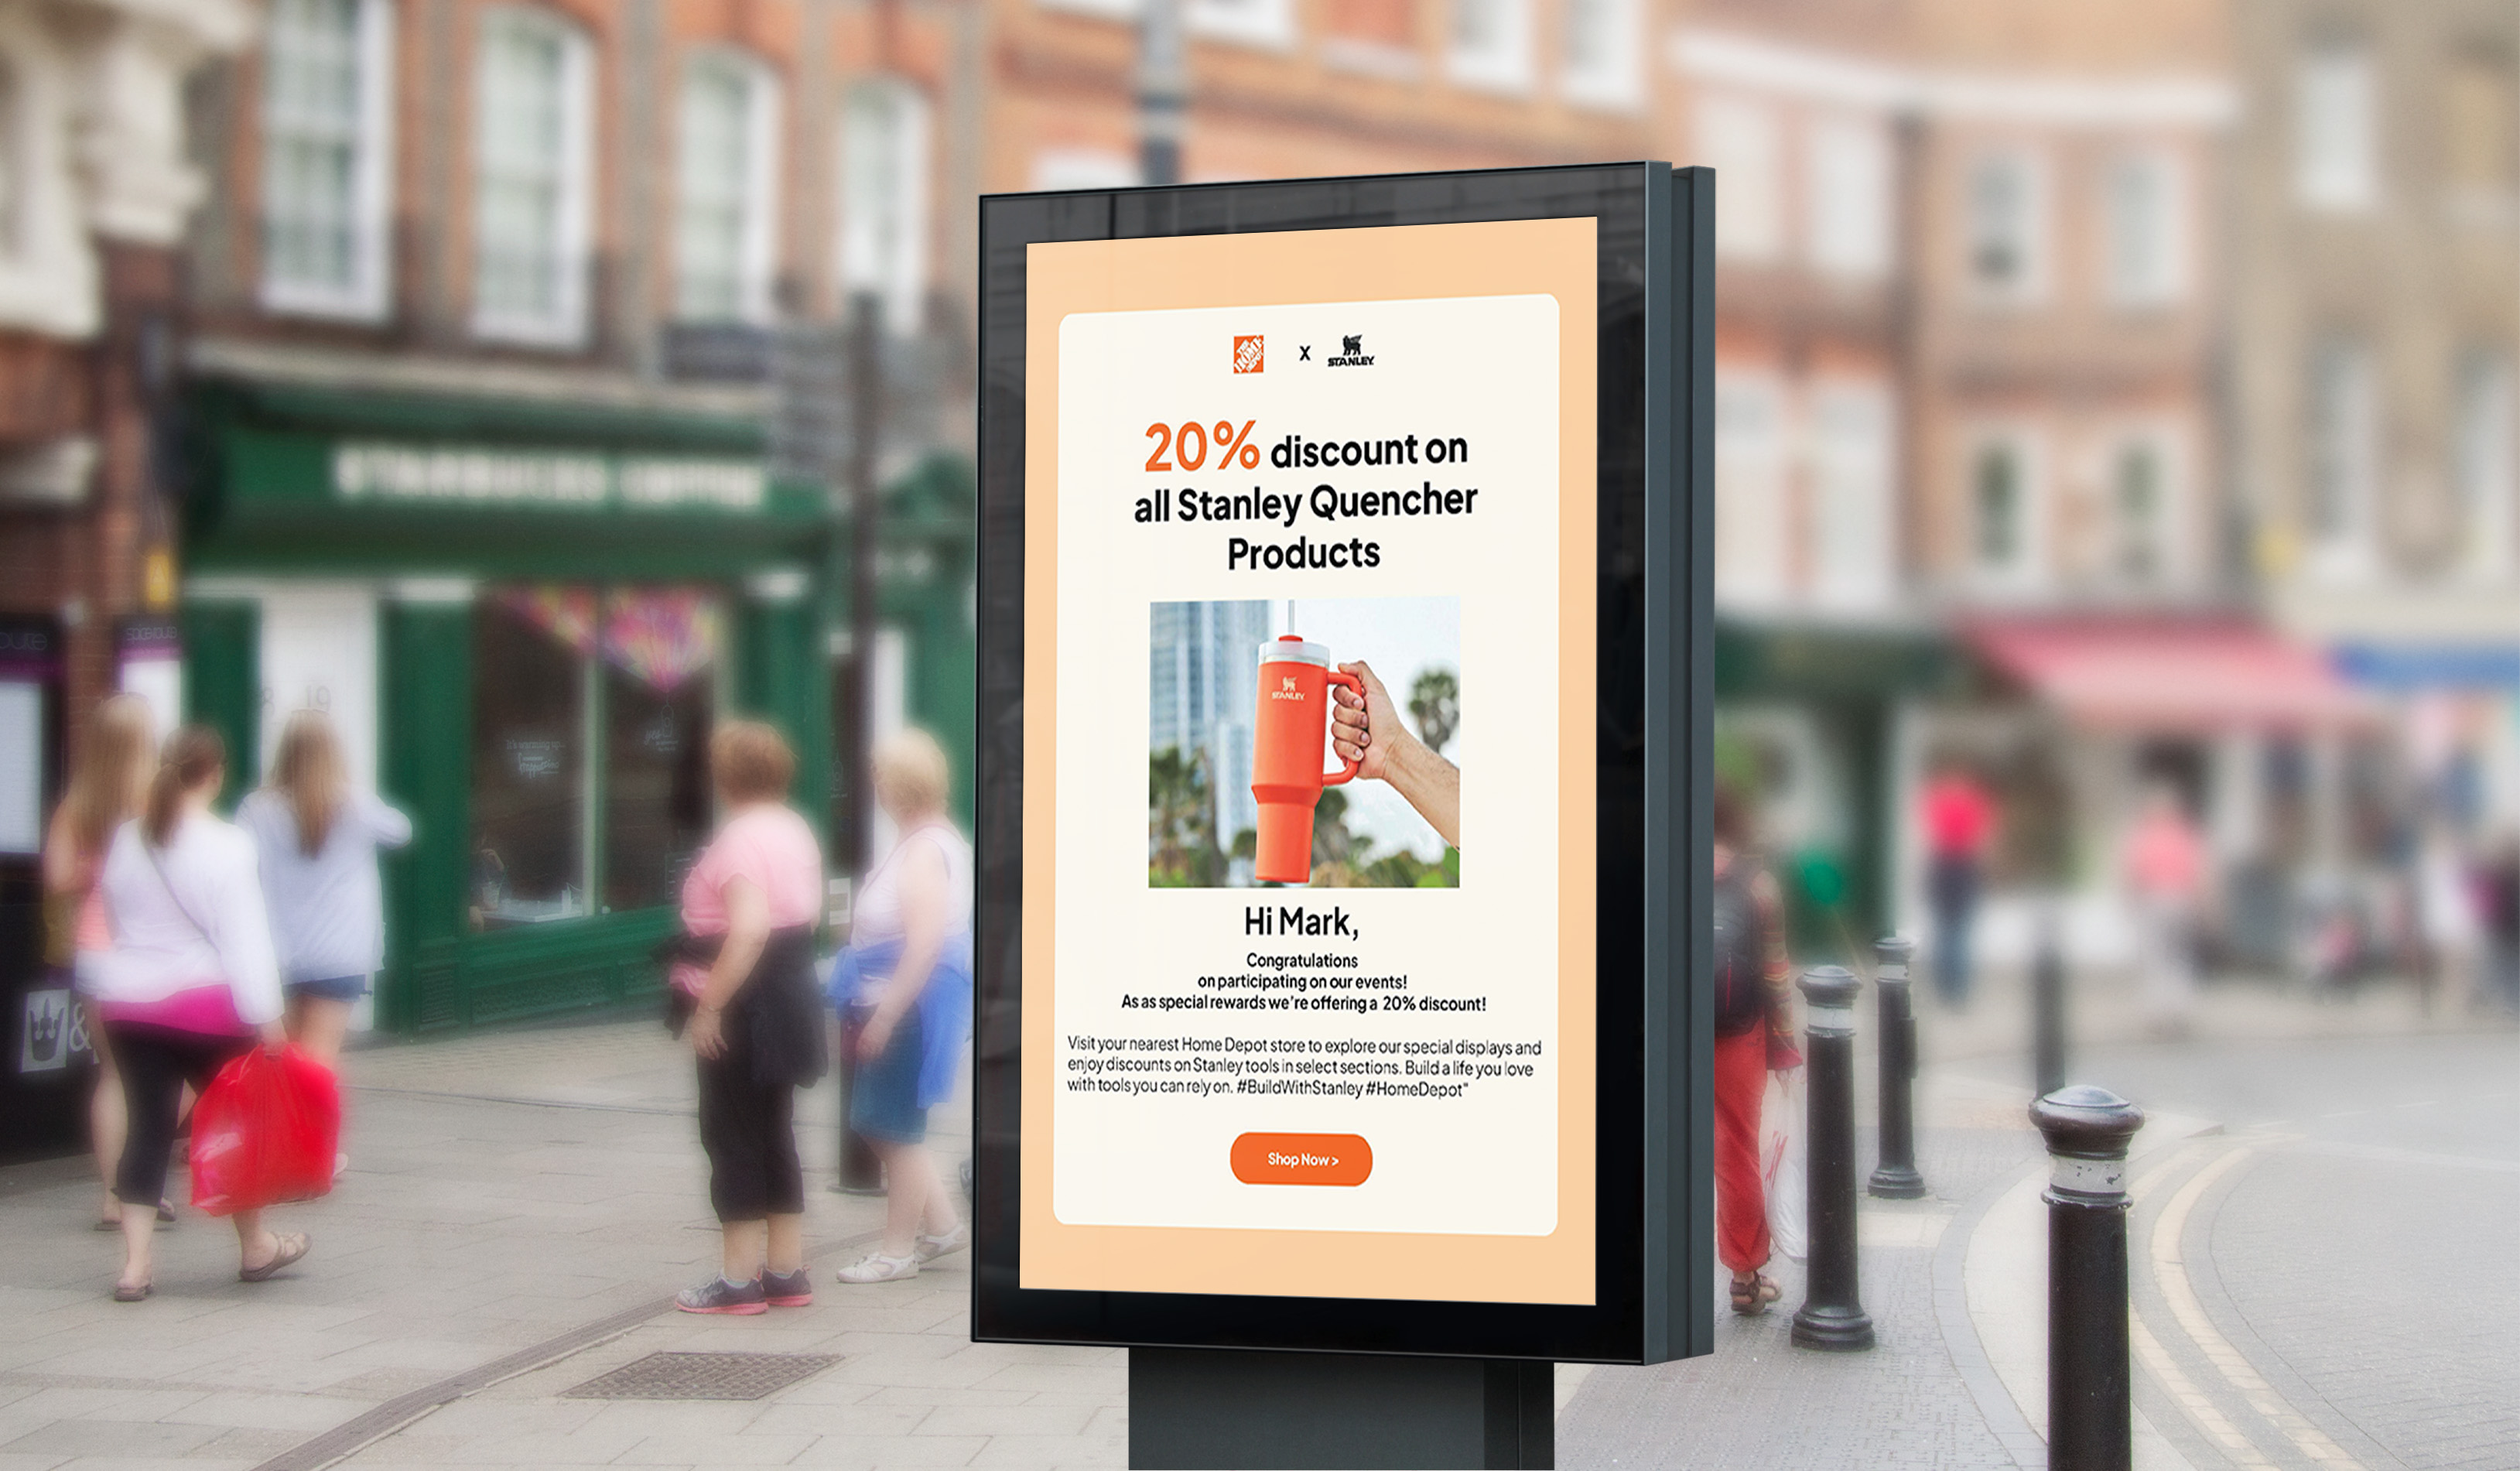 THE HOME DEPOT
X
STANLEY
20% discount on
all Stanley Quencher
Products
STANLEY
Hi Mark,
Congratulations
on participating on our events!
As as special rewards we're offering a 20% discount!
Visit your nearest Home Depot store to explore our special displays and
enjoy discounts on Stanley tools in select sections. Build a life you love
with tools you can rely on. #BuildWithStanley #HomeDepot"
Shop Now >
STARBUCKS COFFEE